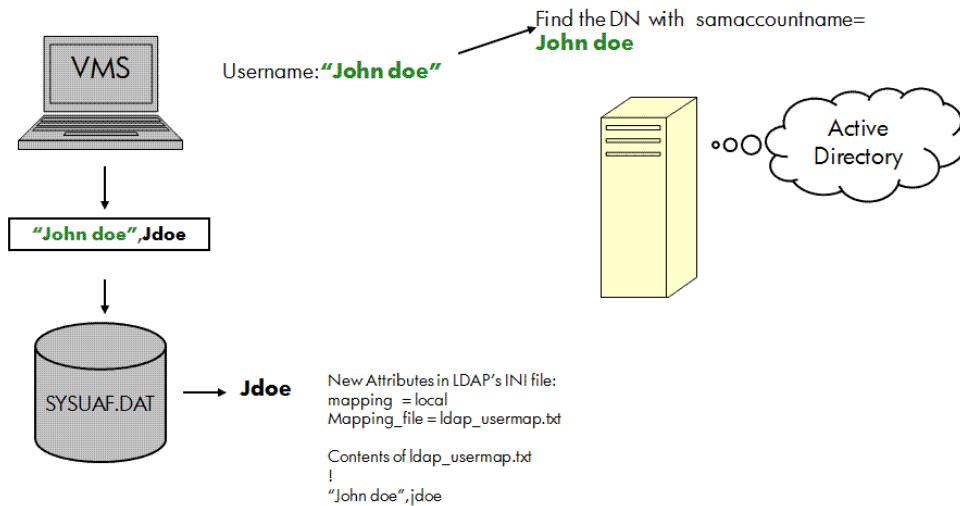 VMS
Username:“John doe”
Find the DN with samaccountname=
John doe
Active
Directory
“John doe”,Jdoe
SYSUAF.DAT
Jdoe
New Attributes in LDAP’s INI file:
mapping = local
Mapping_file = ldap_usermap.txt
Contents of ldap_usermap.txt
!
“John doe”,jdoe